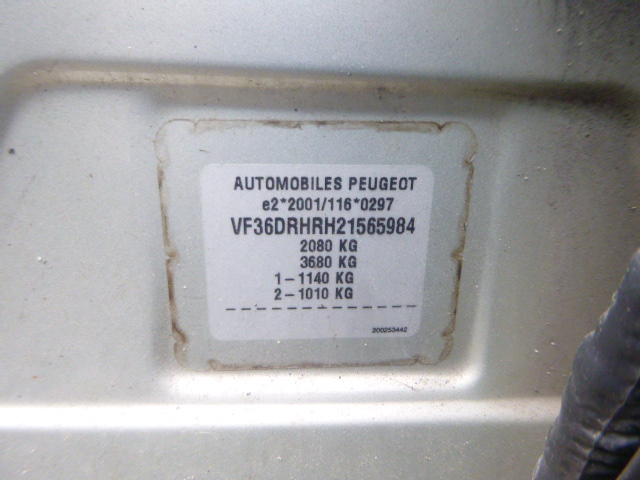 AUTOMOBILES PEUGEOT
e2*2001/116*0297
VF36DRHRH21565984
2080 KG
3680 KG
1-1140 KG
2-1010 KG
200253442